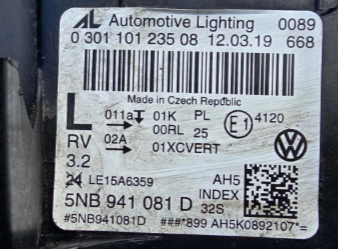 AL Automotive Lighting 0089
0 301 101 235 08 12.03.19 668
Made in Czech Republic
L 011a 01K PL E1 4120
00RL 25
RV 02A 01XCVERT
3.2
24 LE15A6359 AH5
INDEX
5NB 941 081 D 32S
#5NB941081D ###*899 AH5K0892107*=